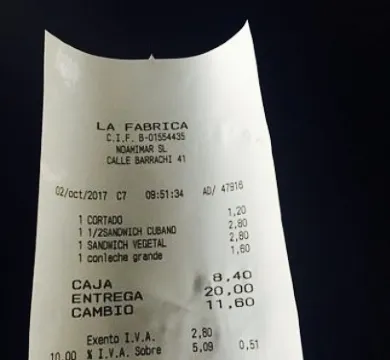 LA FABRICA
C.I.F. B-01554435
NOAHIMAR SL
CALLE BARRACHI 41
02/oct/2017 C7 09:51:34 AD/ 47916
1 CORTADO 1,20
1 1/2SANDWICH CUBANO 2,80
1 SANDWICH VEGETAL 2,80
1 conleche grande 1,60
CAJA 8,40
ENTREGA 20,00
CAMBIO 11,60
Exento I.V.A. 2,80
10,00 % I.V.A. Sobre 5,09 0,51